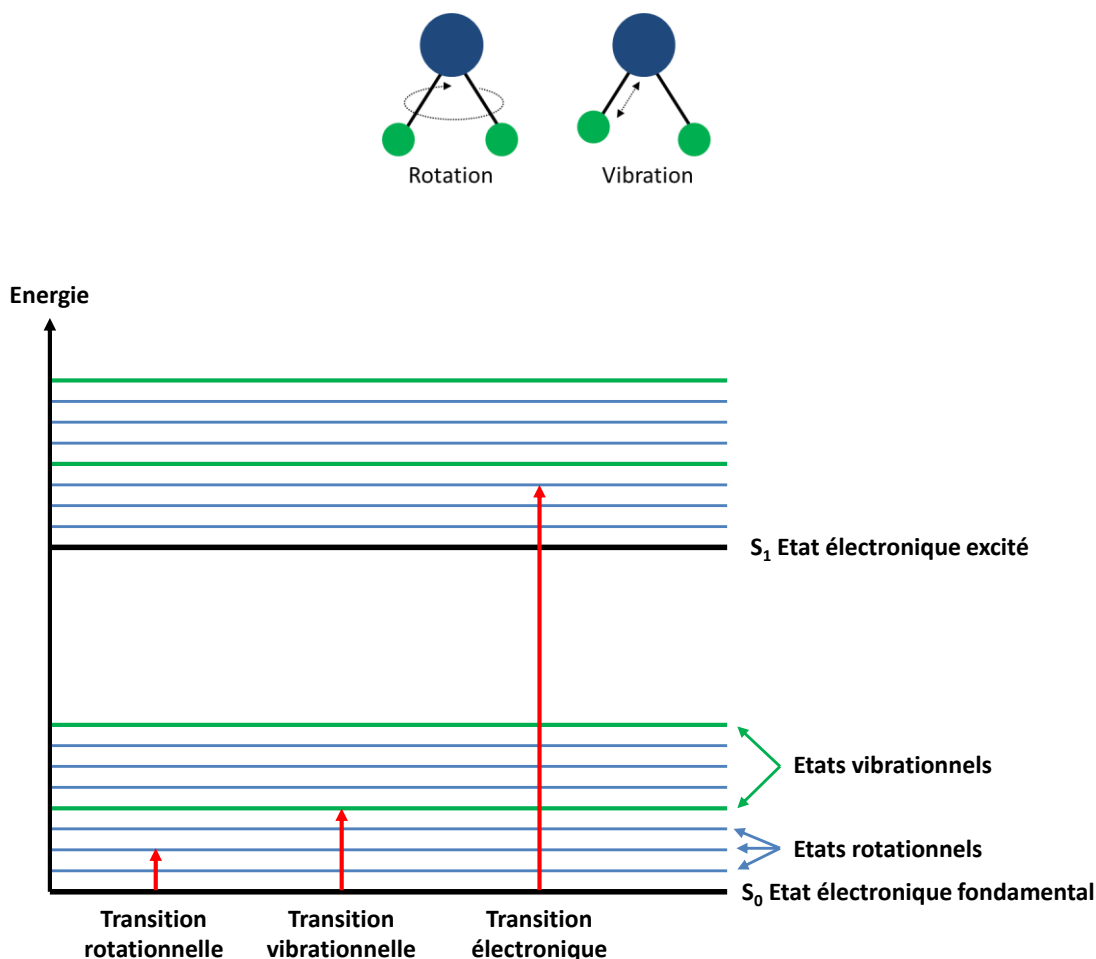 Rotation
Vibration
Energie
S₁ Etat électronique excité
Etats vibrationnels
Etats rotationnels
S₀ Etat électronique fondamental
Transition
rotationnelle
Transition
vibrationnelle
Transition
électronique